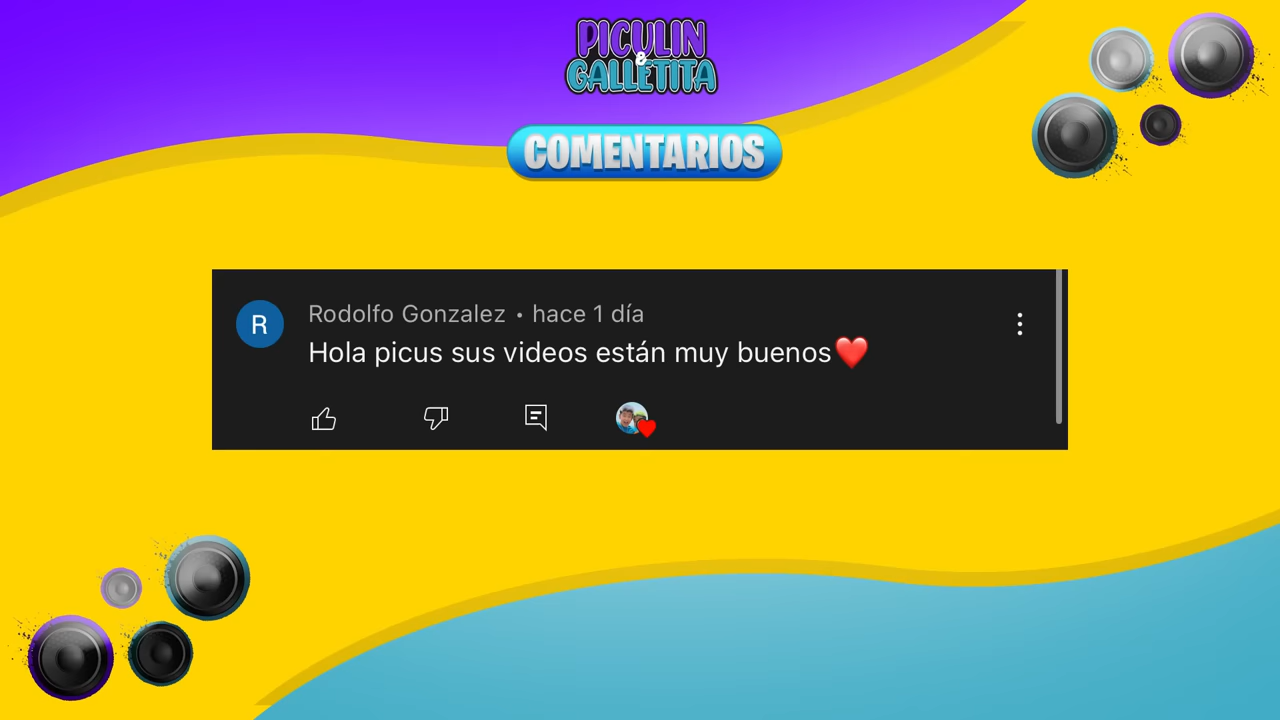 PICULIN
&
GALLETITA
COMENTARIOS
R
Rodolfo Gonzalez • hace 1 día
Hola picus sus videos están muy buenos❤️